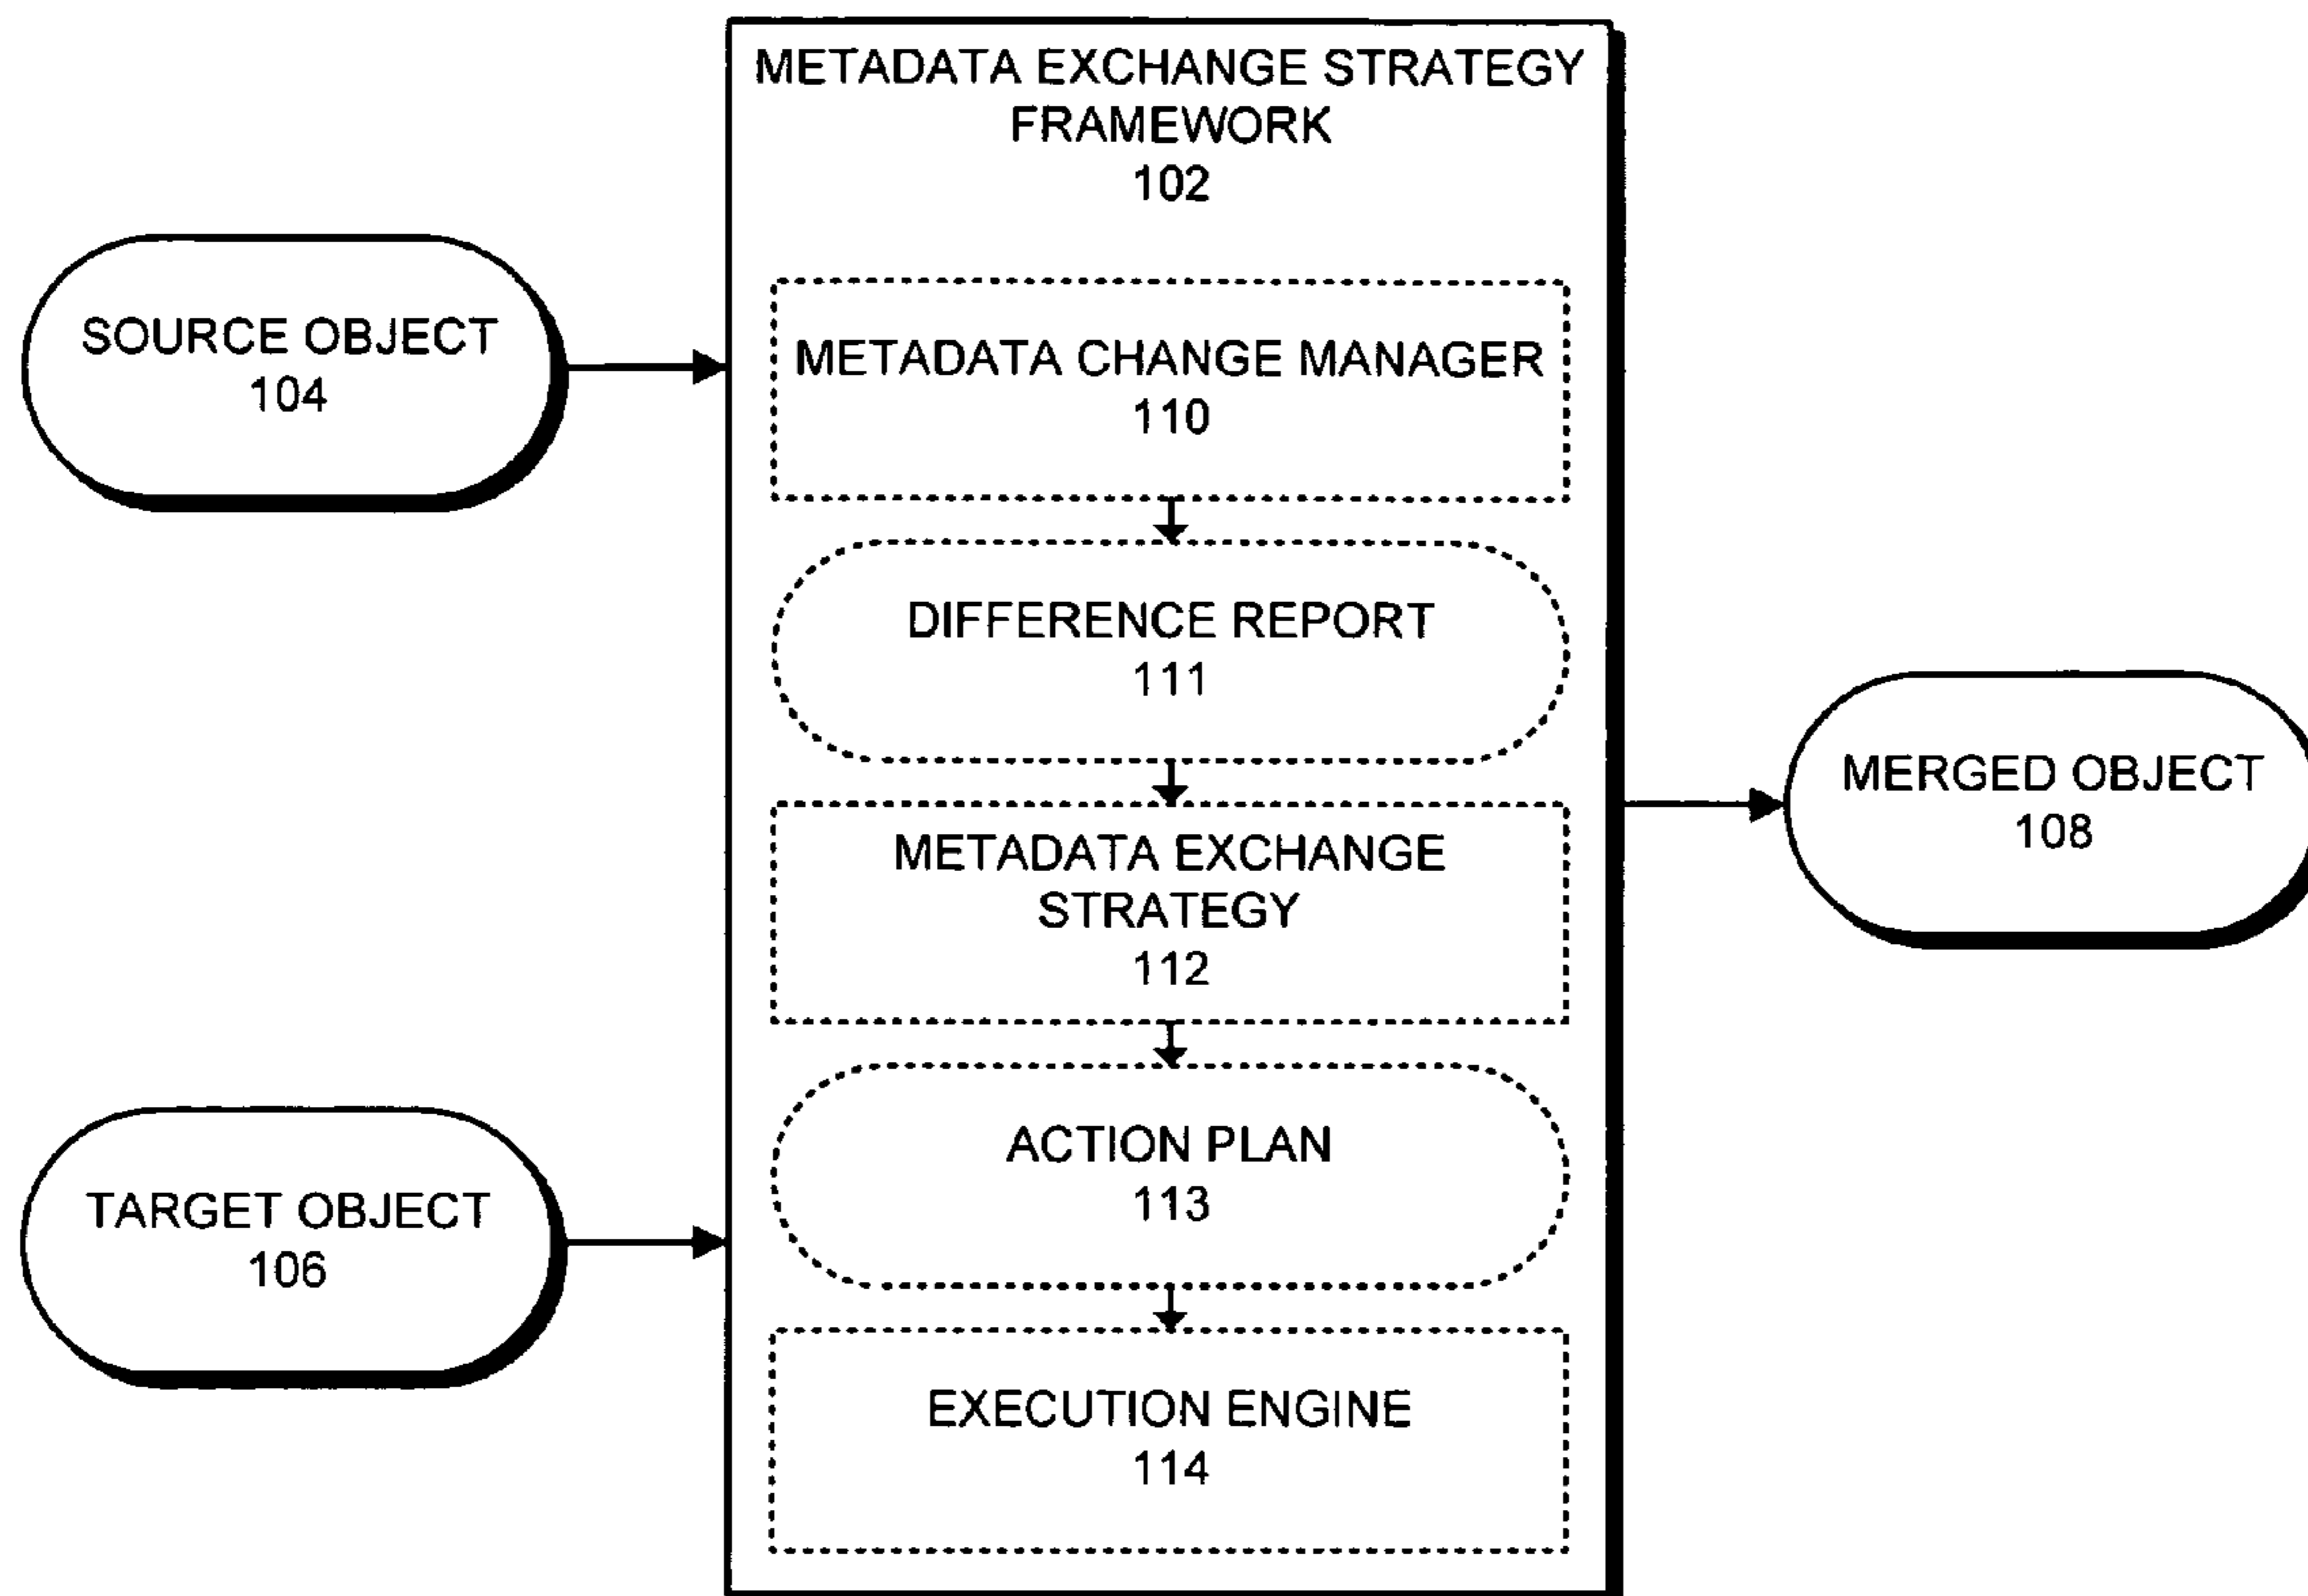 METADATA EXCHANGE STRATEGY
FRAMEWORK
102
SOURCE OBJECT
104
METADATA CHANGE MANAGER
110
DIFFERENCE REPORT
111
METADATA EXCHANGE
STRATEGY
112
MERGED OBJECT
108
ACTION PLAN
113
TARGET OBJECT
106
EXECUTION ENGINE
114